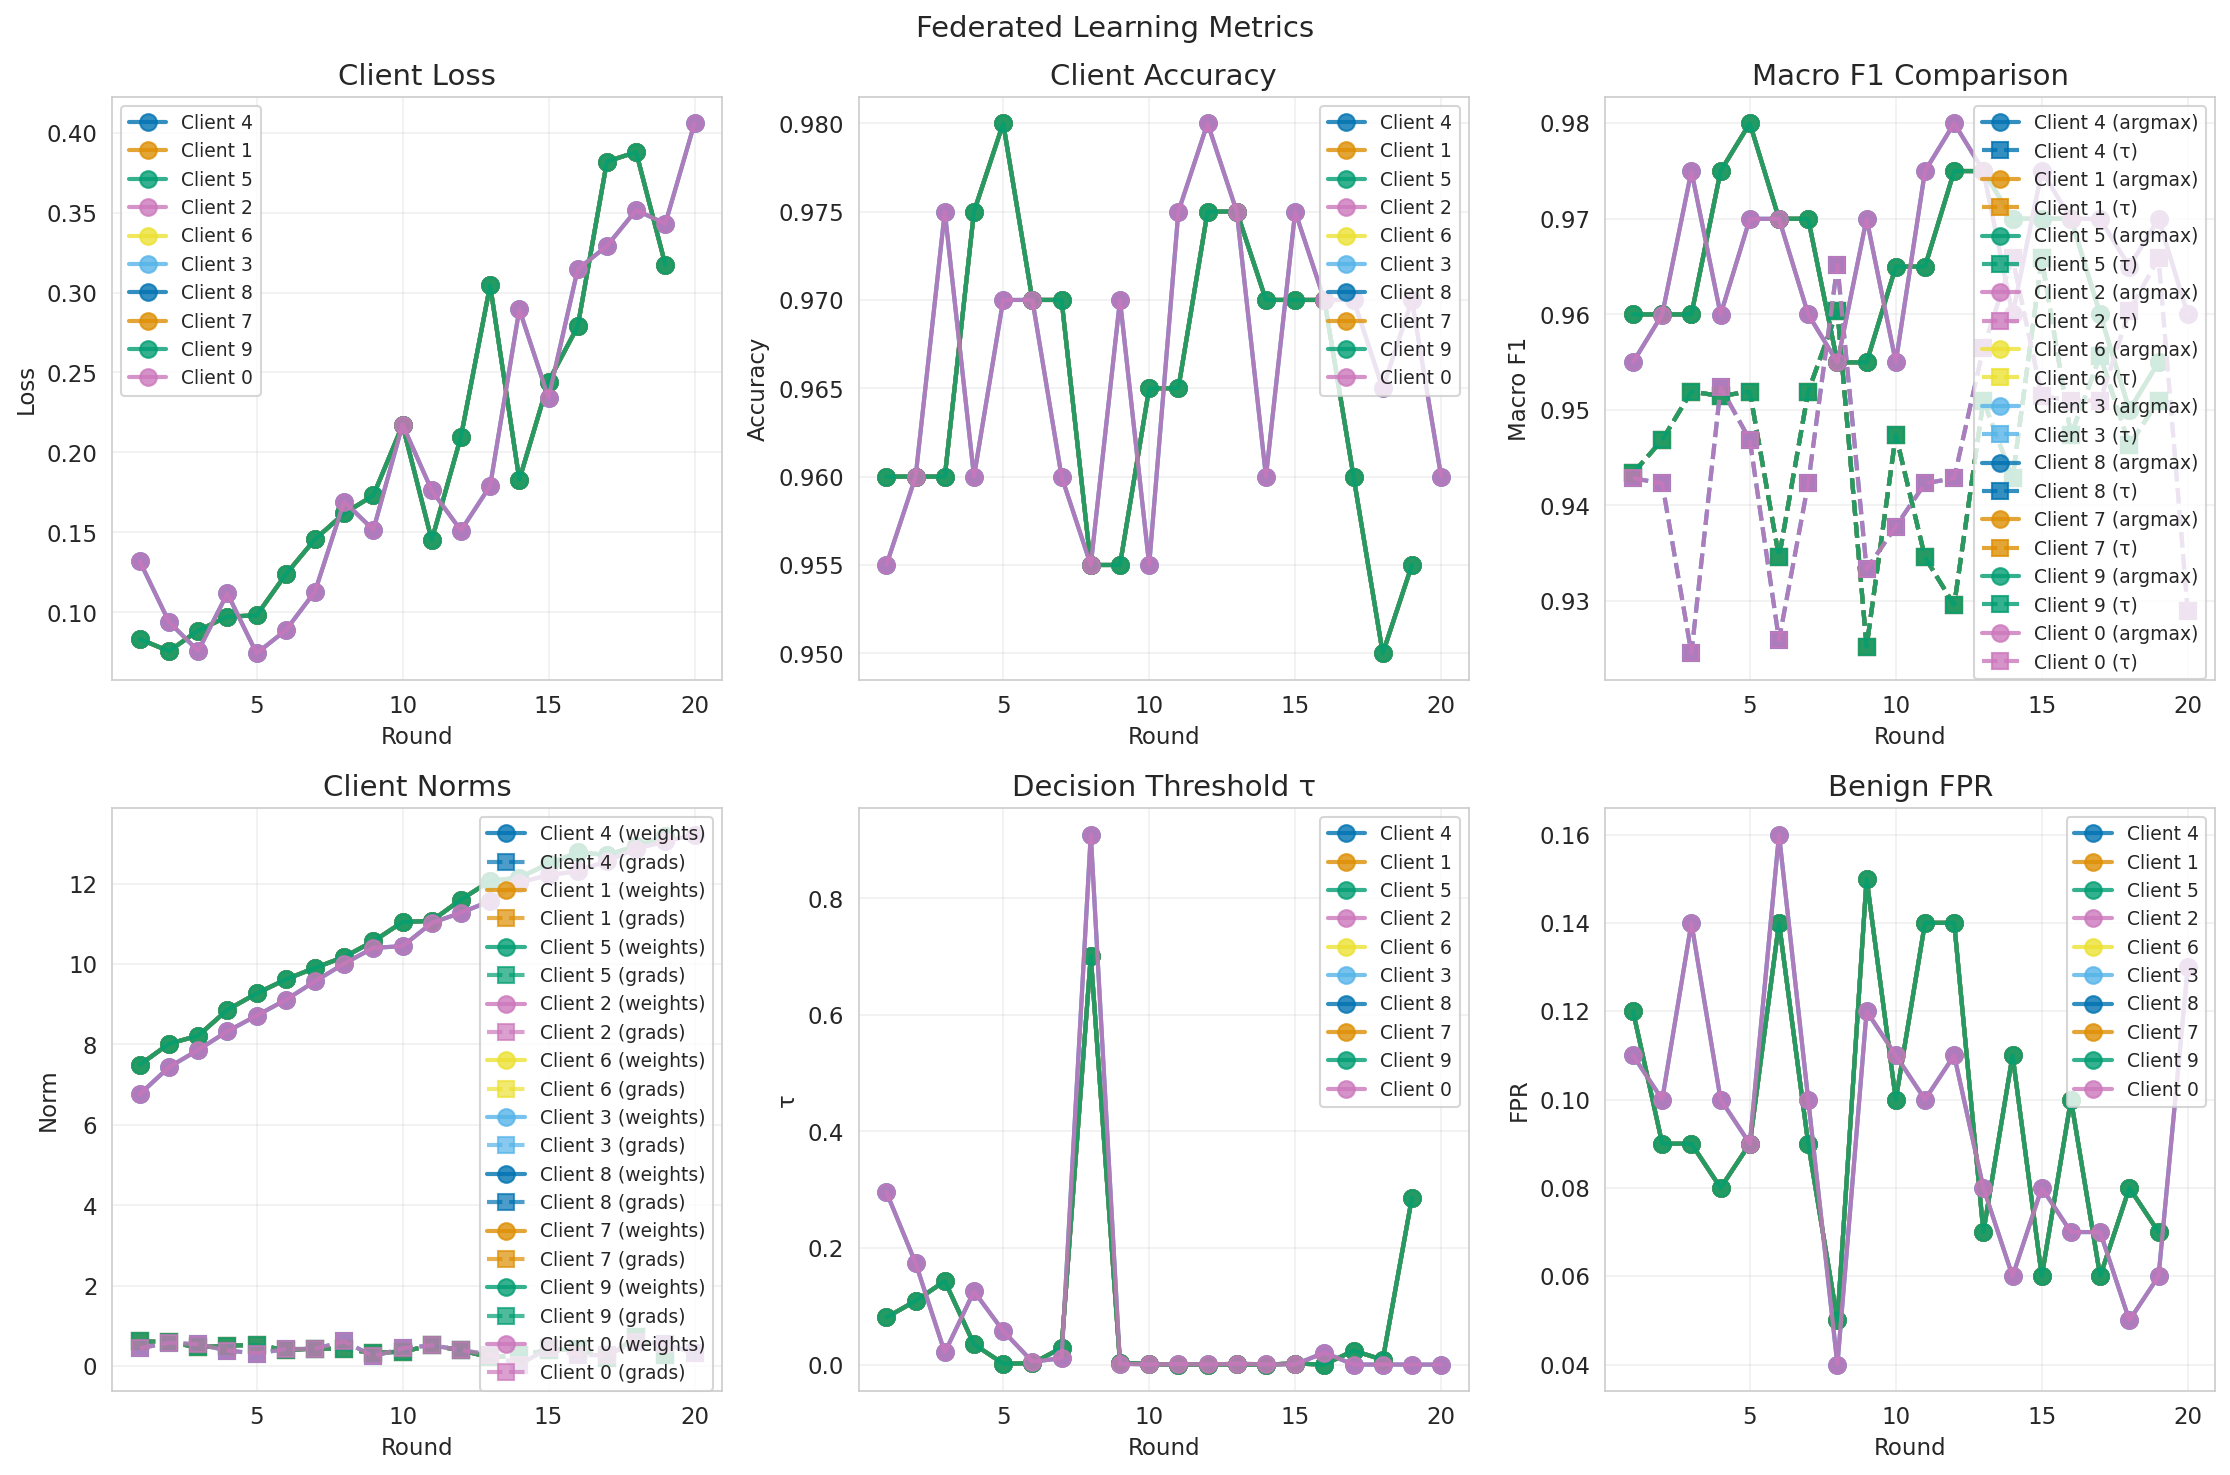 Federated Learning Metrics
Client Loss
Loss
0.40
0.35
0.30
0.25
0.20
0.15
0.10
5 10 15 20
Round
Client 4
Client 1
Client 5
Client 2
Client 6
Client 3
Client 8
Client 7
Client 9
Client 0
Client Accuracy
Accuracy
0.980
0.975
0.970
0.965
0.960
0.955
0.950
5 10 15 20
Round
Client 4
Client 1
Client 5
Client 2
Client 6
Client 3
Client 8
Client 7
Client 9
Client 0
Macro F1 Comparison
Macro F1
0.98
0.97
0.96
0.95
0.94
0.93
5 10 15 20
Round
Client 4 (argmax)
Client 4 (τ)
Client 1 (argmax)
Client 1 (τ)
Client 5 (argmax)
Client 5 (τ)
Client 2 (argmax)
Client 2 (τ)
Client 6 (argmax)
Client 6 (τ)
Client 3 (argmax)
Client 3 (τ)
Client 8 (argmax)
Client 8 (τ)
Client 7 (argmax)
Client 7 (τ)
Client 9 (argmax)
Client 9 (τ)
Client 0 (argmax)
Client 0 (τ)
Client Norms
Norm
12
10
8
6
4
2
0
5 10 15 20
Round
Client 4 (weights)
Client 4 (grads)
Client 1 (weights)
Client 1 (grads)
Client 5 (weights)
Client 5 (grads)
Client 2 (weights)
Client 2 (grads)
Client 6 (weights)
Client 6 (grads)
Client 3 (weights)
Client 3 (grads)
Client 8 (weights)
Client 8 (grads)
Client 7 (weights)
Client 7 (grads)
Client 9 (weights)
Client 9 (grads)
Client 0 (weights)
Client 0 (grads)
Decision Threshold τ
τ
0.8
0.6
0.4
0.2
0.0
5 10 15 20
Round
Client 4
Client 1
Client 5
Client 2
Client 6
Client 3
Client 8
Client 7
Client 9
Client 0
Benign FPR
FPR
0.16
0.14
0.12
0.10
0.08
0.06
0.04
5 10 15 20
Round
Client 4
Client 1
Client 5
Client 2
Client 6
Client 3
Client 8
Client 7
Client 9
Client 0